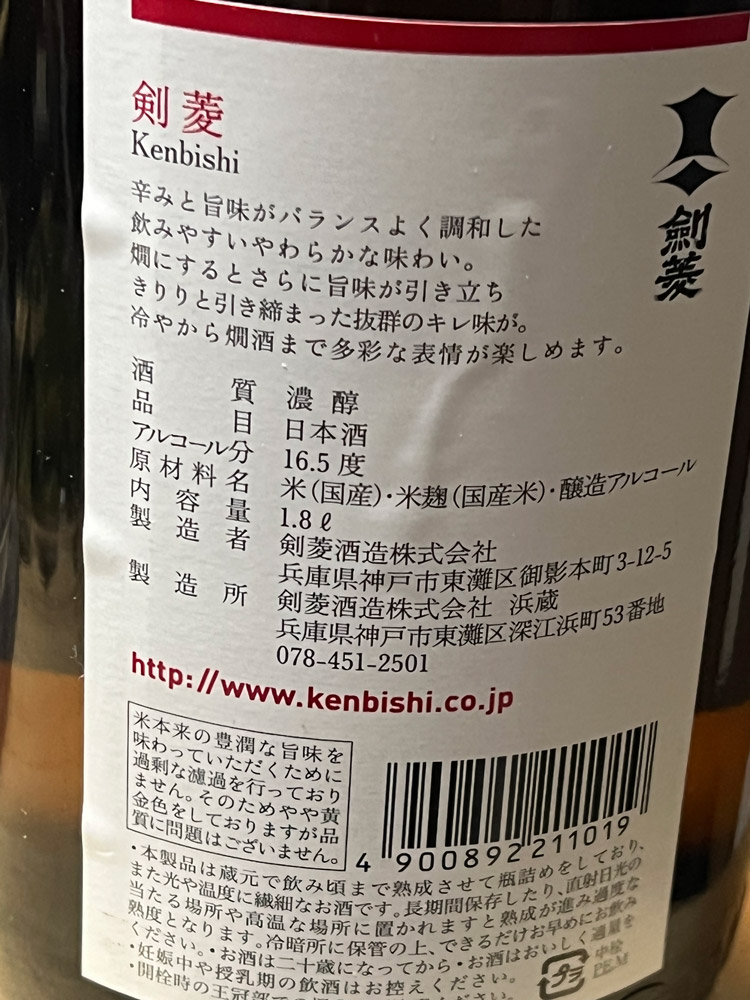 剣菱
Kenbishi
剣菱
辛みと旨味がバランスよく調和した
飲みやすいやわらかな味わい。
燗にするとさらに旨味が引き立ち
きりりと引き締まった抜群のキレ味が。
冷やから燗酒まで多彩な表情が楽しめます。
酒質 濃醇
品目 日本酒
アルコール分 16.5度
原材料名 米(国産)・米麹(国産米)・醸造アルコール
内容量 1.8ℓ
製造者 剣菱酒造株式会社
兵庫県神戸市東灘区御影本町3-12-5
製造所 剣菱酒造株式会社 浜蔵
兵庫県神戸市東灘区深江浜町53番地
078-451-2501
http://www.kenbishi.co.jp
米本来の豊潤な旨味を
味わっていただくために
過剰な濾過を行っており
ません。そのためやや黄
金色をしておりますが品
質に問題はございません。
4 900892 211019
・本製品は蔵元で飲み頃まで熟成させて瓶詰めをしており、
また光や温度に繊細なお酒です。長期間保存したり、直射日光の
当たる場所や高温な場所に置かれますと熟成が進み過度な
熟度となります。冷暗所に保管の上、できるだけお早めにお飲み
ください。・お酒は二十歳になってから・お酒はおいしく適量を
・妊娠中や授乳期の飲酒はお控えください。
プラ
中栓
PE,M
・開栓時の王冠部で